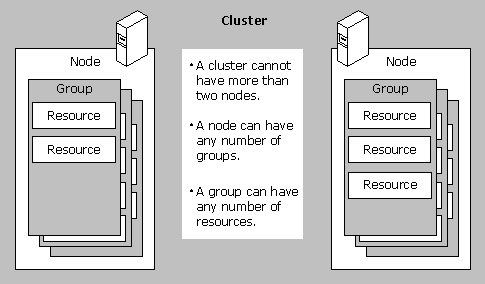 Cluster
Node
Group
Resource
Resource
• A cluster cannot
have more than
two nodes.
• A node can have
any number of
groups.
• A group can have
any number of
resources.
Node
Group
Resource
Resource
Resource